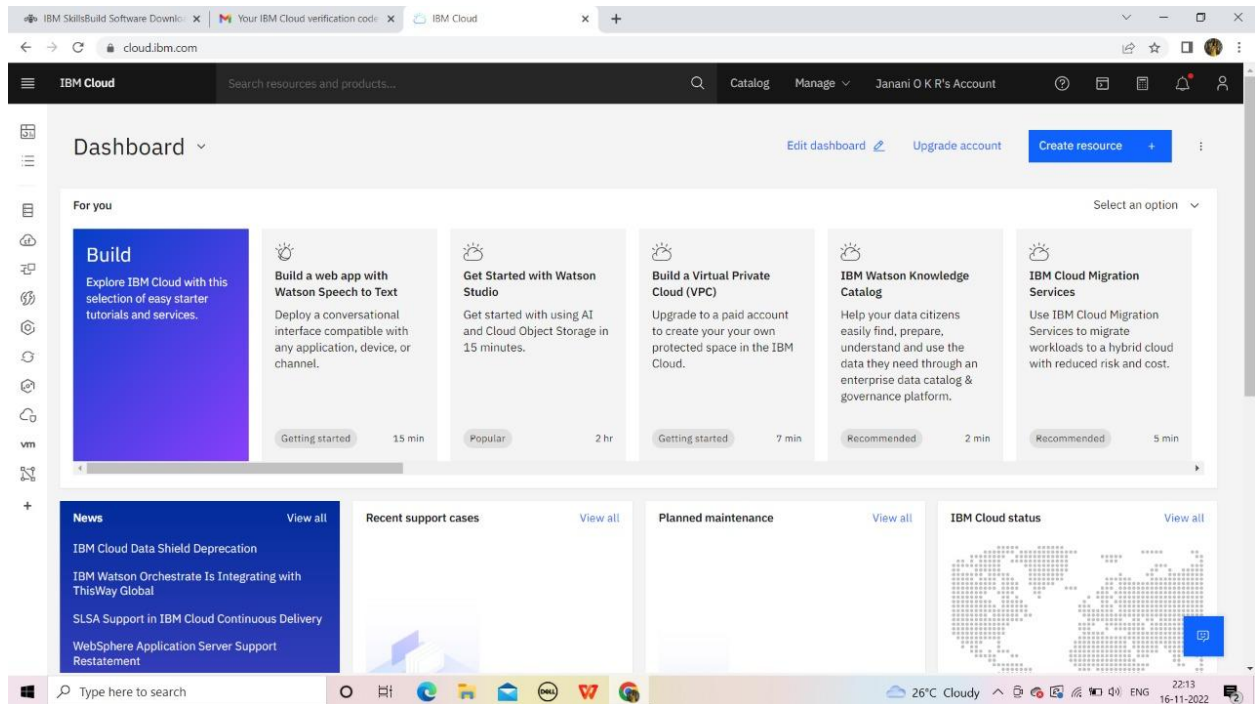 IBM SkillsBuild Software Downloa
Your IBM Cloud verification code
IBM Cloud
cloud.ibm.com
IBM Cloud
Search resources and products...
Catalog
Manage
Janani O K R's Account
Dashboard
Edit dashboard
Upgrade account
Create resource +
For you
Select an option
Build
Explore IBM Cloud with this
selection of easy starter
tutorials and services.
Build a web app with
Watson Speech to Text
Deploy a conversational
interface compatible with
any application, device, or
channel.
Getting started 15 min
Get Started with Watson
Studio
Get started with using AI
and Cloud Object Storage in
15 minutes.
Popular 2 hr
Build a Virtual Private
Cloud (VPC)
Upgrade to a paid account
to create your your own
protected space in the IBM
Cloud.
Getting started 7 min
IBM Watson Knowledge
Catalog
Help your data citizens
easily find, prepare,
understand and use the
data they need through an
enterprise data catalog &
governance platform.
Recommended 2 min
IBM Cloud Migration
Services
Use IBM Cloud Migration
Services to migrate
workloads to a hybrid cloud
with reduced risk and cost.
Recommended 5 min
vm
News View all
IBM Cloud Data Shield Deprecation
IBM Watson Orchestrate Is Integrating with
ThisWay Global
SLSA Support in IBM Cloud Continuous Delivery
WebSphere Application Server Support
Restatement
Recent support cases View all
Planned maintenance View all
IBM Cloud status View all
Type here to search
DELL
26°C Cloudy
ENG
22:13
16-11-2022
2